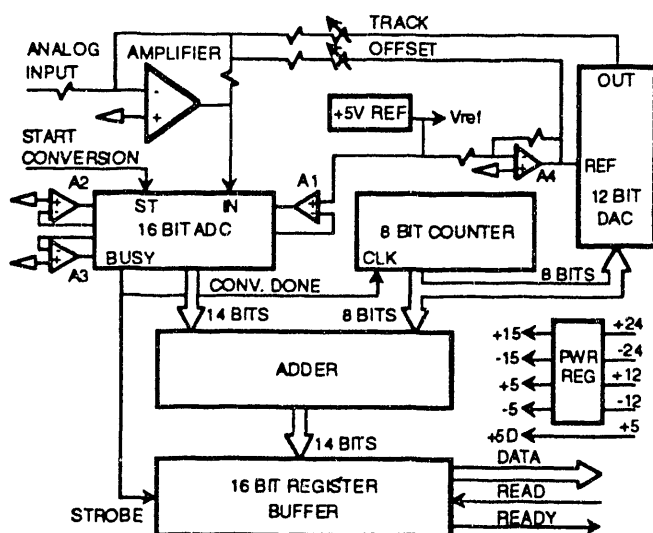 TRACK
ANALOG
INPUT
AMPLIFIER
OFFSET
OUT
-
+
+5V REF
Vref
START
CONVERSION
A4
REF
12 BIT
DAC
A2
A1
ST
IN
16 BIT ADC
8 BIT COUNTER
BUSY
CLK
A3
8 BITS
CONV. DONE
14 BITS
8 BITS
ADDER
+15
-15
+5
-5
+5D
PWR
REG
+24
-24
+12
-12
+5
14 BITS
DATA
16 BIT REGISTER
BUFFER
READ
STROBE
READY